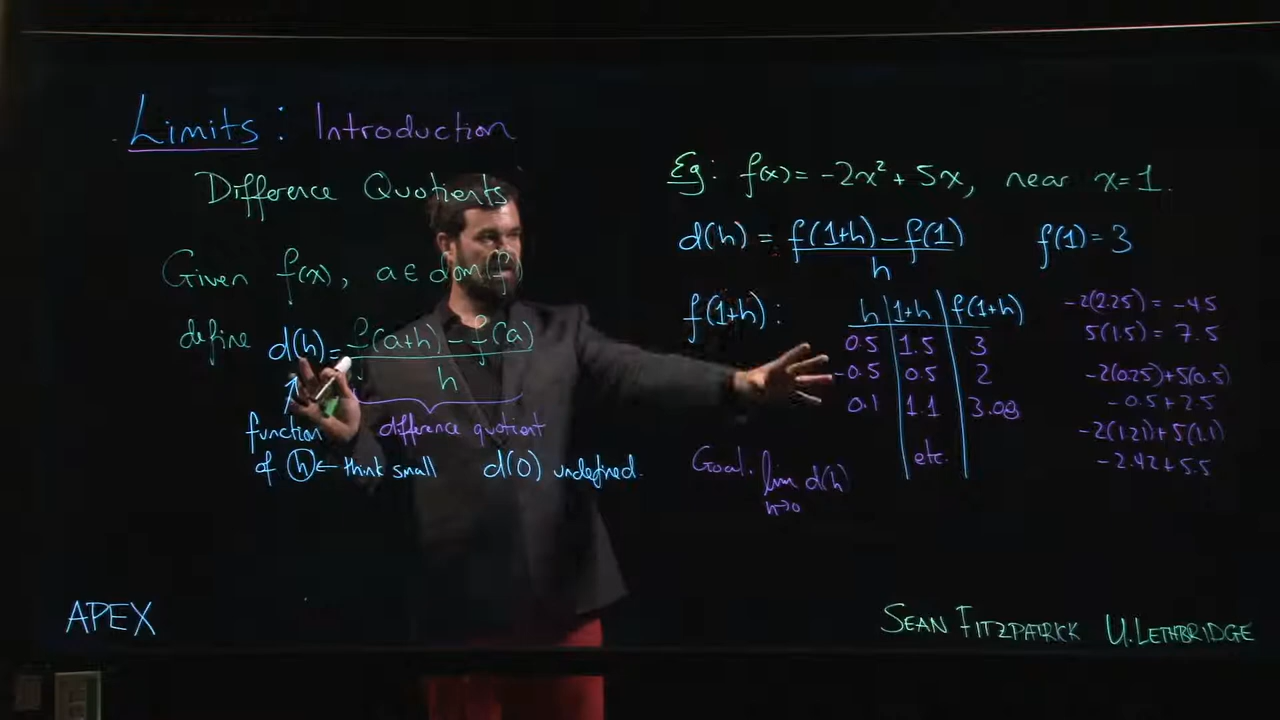 Limits: Introduction
Difference Quotients
Given f(x), a ∈ dom(f)
define d(h) = f(a+h) - f(a) / h
function
of h ← think small
difference quotient
d(0) undefined.
Eg: f(x) = -2x² + 5x, near x=1.
d(h) = f(1+h) - f(1) / h
f(1) = 3
f(1+h):
h | 1+h | f(1+h)
0.5 | 1.5 | 3
-0.5 | 0.5 | 2
0.1 | 1.1 | 3.08
etc.
-2(2.25) = -4.5
5(1.5) = 7.5
-2(0.25)+5(0.5)
-0.5+2.5
-2(1.21)+5(1.1)
-2.42+5.5
Goal. lim h→0 d(h)
APEX
SEAN FITZPATRICK U. LETHBRIDGE